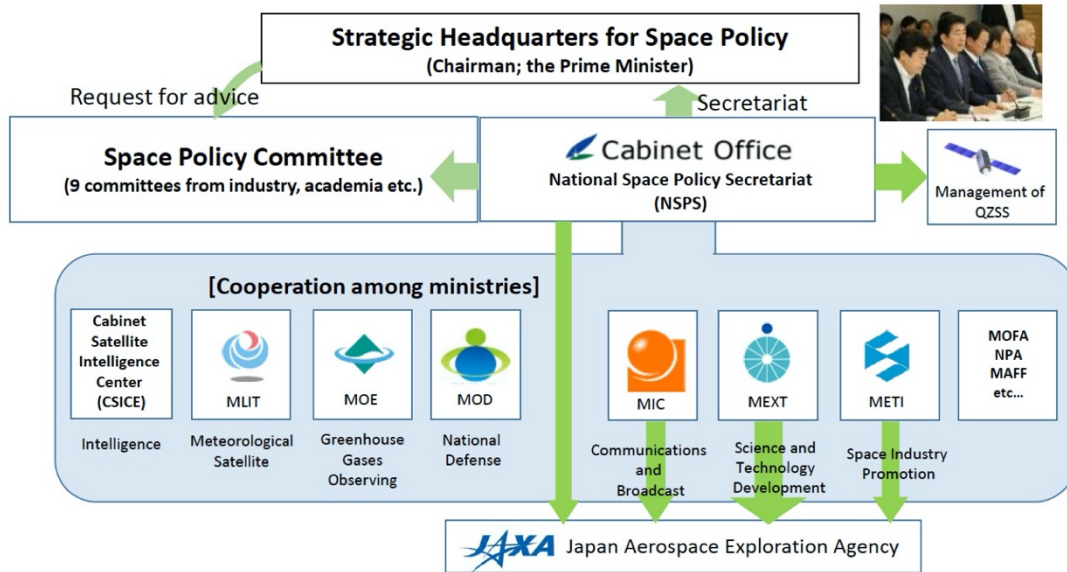 Strategic Headquarters for Space Policy
(Chairman; the Prime Minister)
Request for advice
Secretariat
Space Policy Committee
(9 committees from industry, academia etc.)
Cabinet Office
National Space Policy Secretariat
(NSPS)
Management of
QZSS
[Cooperation among ministries]
Cabinet
Satellite
Intelligence
Center
(CSICE)
Intelligence
MLIT
Meteorological
Satellite
MOE
Greenhouse
Gases
Observing
MOD
National
Defense
MIC
Communications
and
Broadcast
MEXT
Science and
Technology
Development
METI
Space Industry
Promotion
MOFA
NPA
MAFF
etc...
JAXA Japan Aerospace Exploration Agency